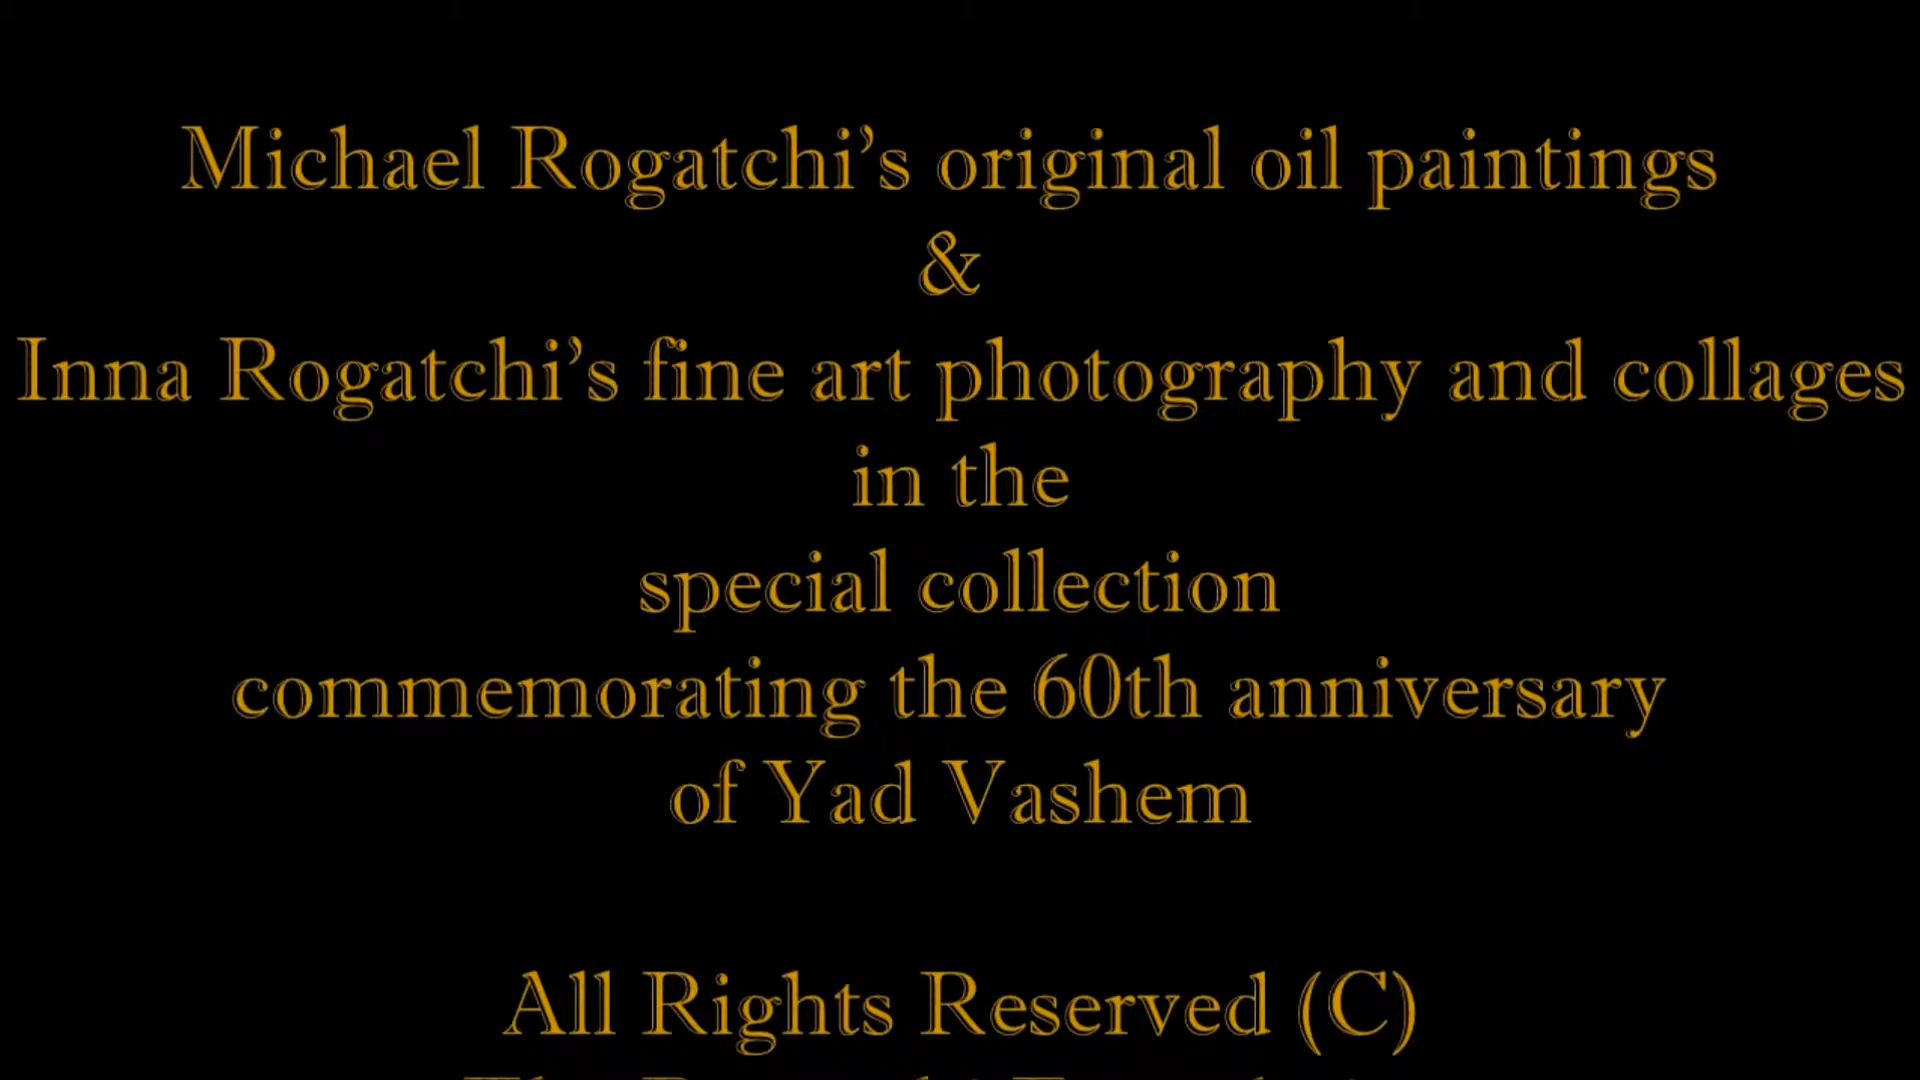 Michael Rogatchi’s original oil paintings
&
Inna Rogatchi’s fine art photography and collages
in the
special collection
commemorating the 60th anniversary
of Yad Vashem
All Rights Reserved (C)